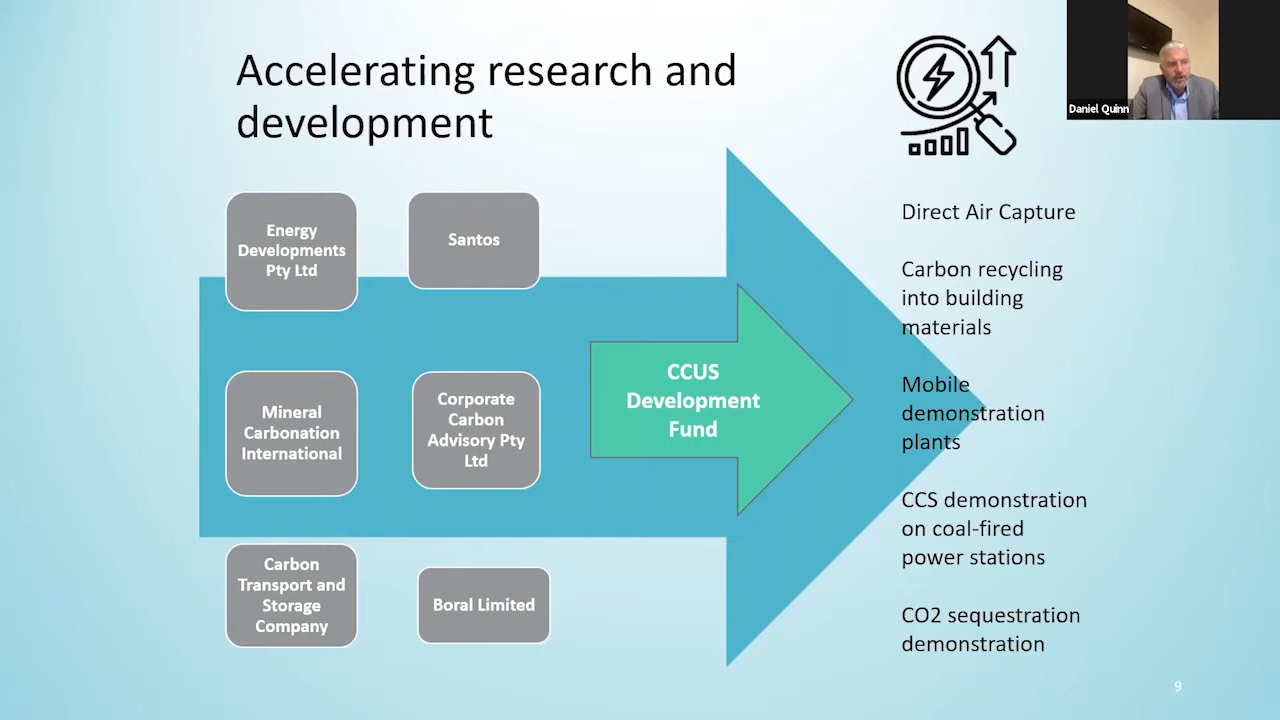 Accelerating research and
development
Daniel Quinn
Energy
Developments
Pty Ltd
Santos
Mineral
Carbonation
International
Corporate
Carbon
Advisory Pty
Ltd
Carbon
Transport and
Storage
Company
Boral Limited
CCUS
Development
Fund
Direct Air Capture
Carbon recycling
into building
materials
Mobile
demonstration
plants
CCS demonstration
on coal-fired
power stations
CO2 sequestration
demonstration
9